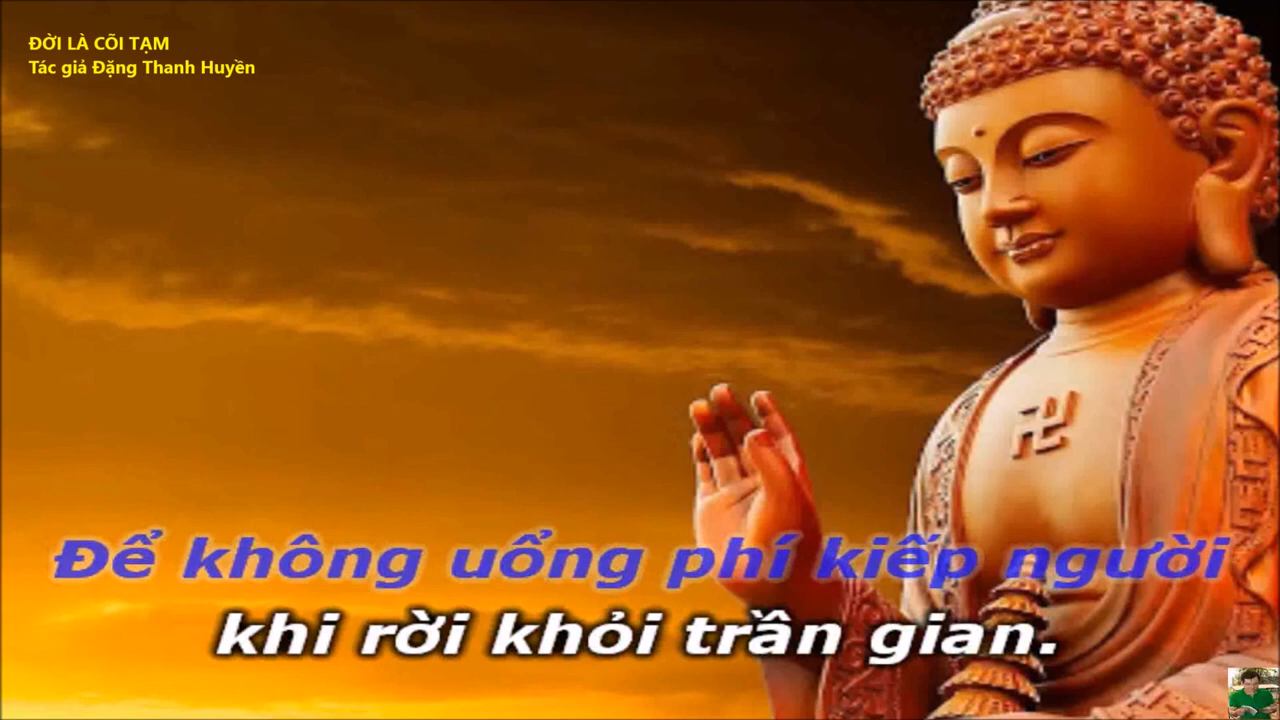 ĐỜI LÀ CÕI TẠM
Tác giả Đặng Thanh Huyền
Để không uổng phí kiếp người
khi rời khỏi trần gian.